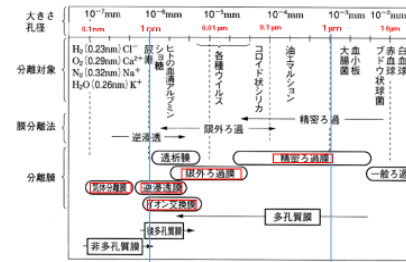 大きさ 10⁻⁷mm 10⁻⁶mm 10⁻⁵mm 10⁻⁴mm 10⁻³mm 10⁻²mm
孔径 0.1nm 1nm 0.01μm 0.1μm 1μm 10μm
分離対象
H₂(0.23nm)Cl⁻
O₂(0.29nm)Ca²⁺
N₂(0.32nm)Na⁺
H₂O(0.26nm)K⁺
尿素
ショ糖
ヒトの血清アルブミン
各種ウイルス
コロイド状シリカ
油エマルション
大腸菌
血小板
ブドウ状球菌
赤血球
白血球
膜分離法
精密ろ過
限外ろ過
逆浸透
分離膜
透析膜 精密ろ過膜
限外ろ過膜 一般ろ過
気体分離膜 逆浸透膜
イオン交換膜
多孔質膜
微多孔質膜
非多孔質膜